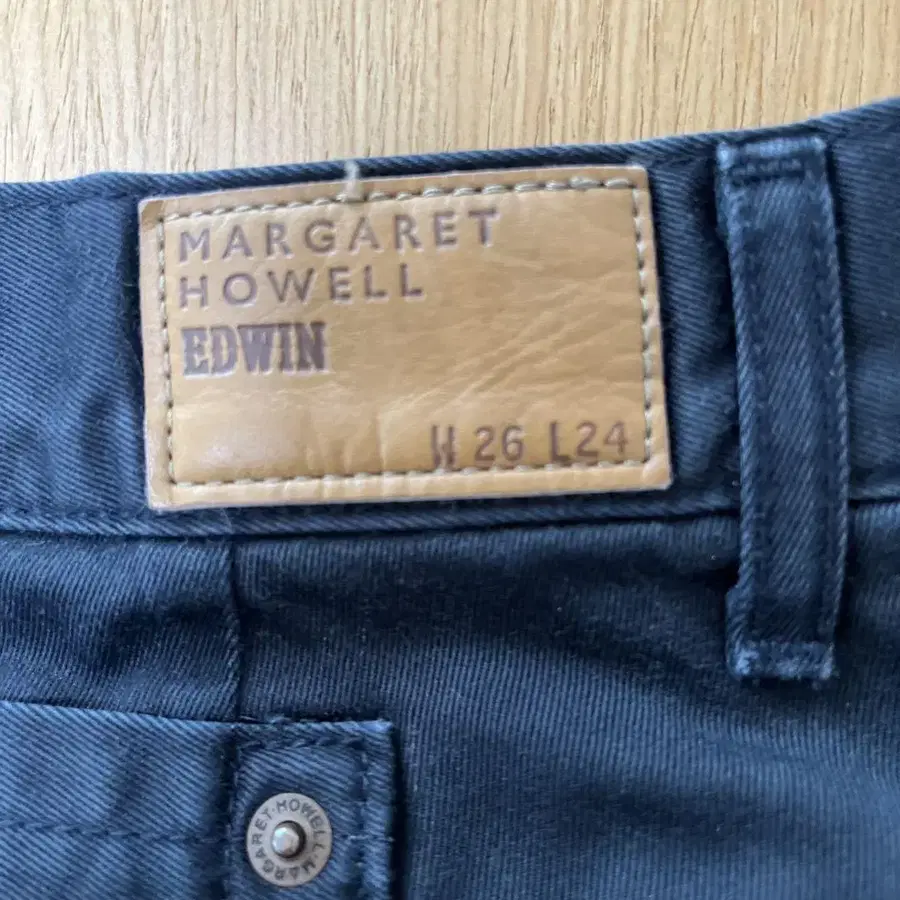 MARGARET
HOWELL
EDWIN
W 26 L24
MARGARET·HOWELL·